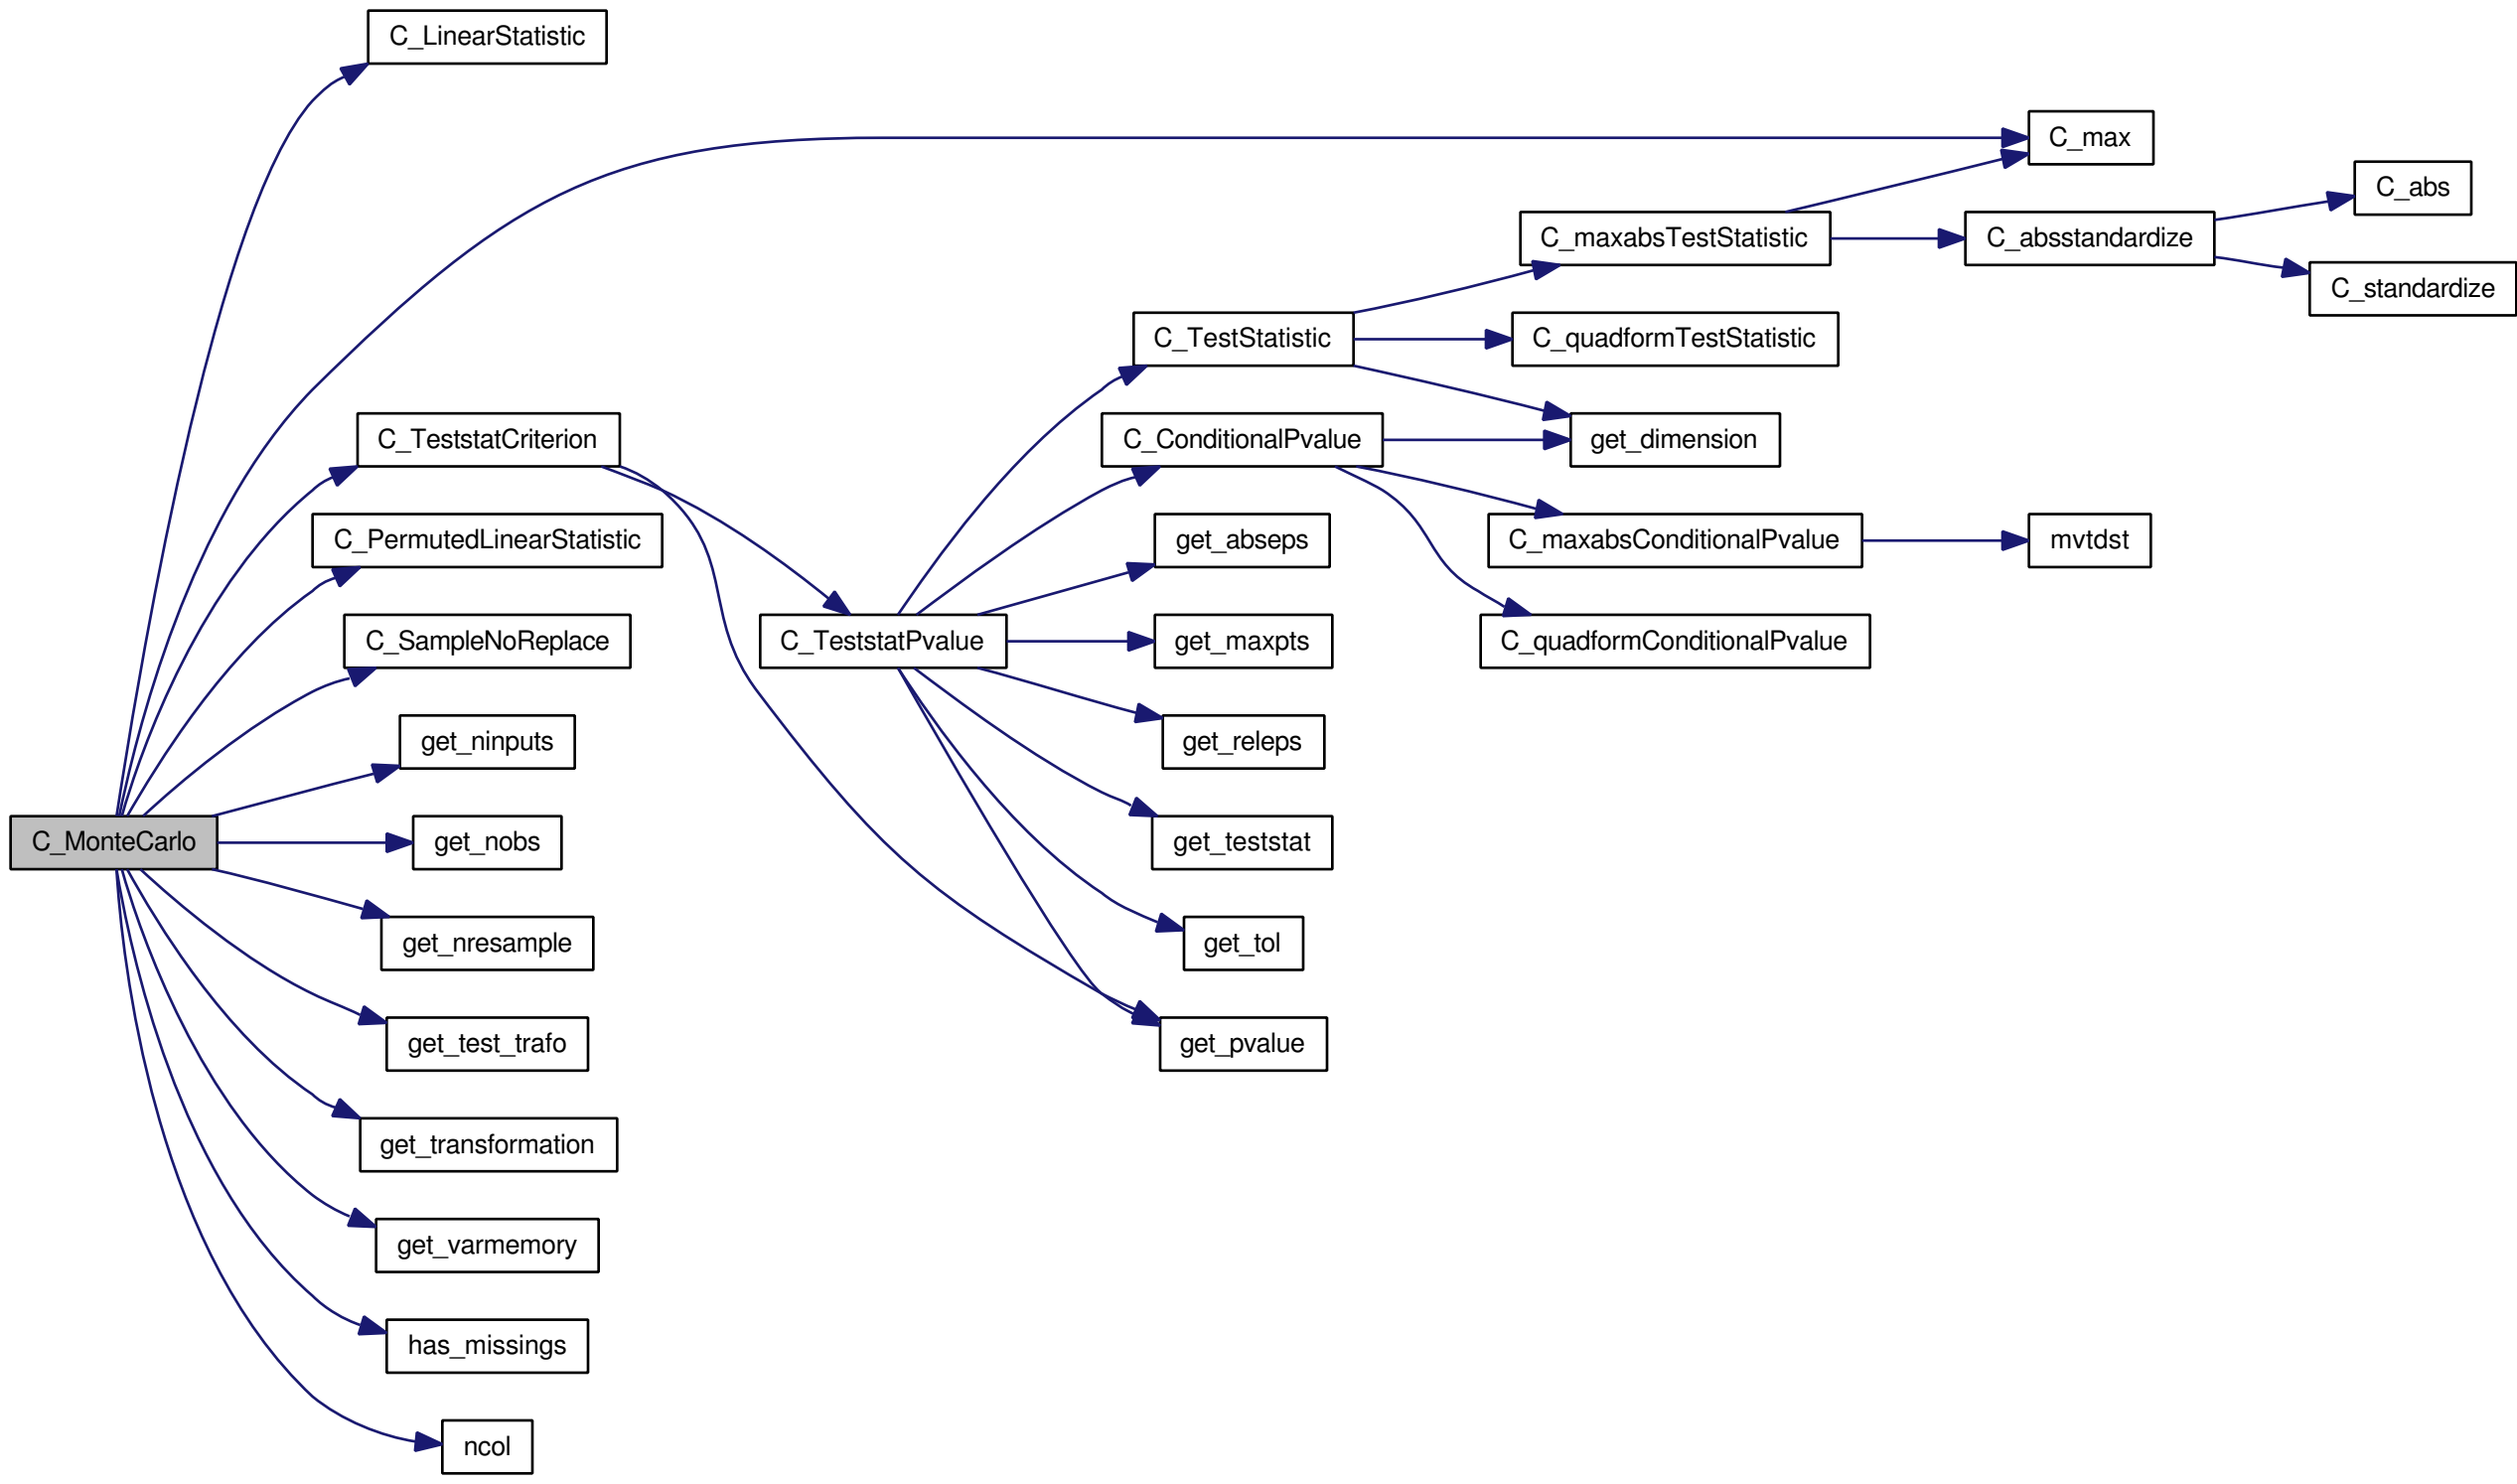 C_LinearStatistic
C_max
C_abs
C_maxabsTestStatistic
C_absstandardize
C_standardize
C_TestStatistic
C_quadformTestStatistic
C_TeststatCriterion
C_ConditionalPvalue
get_dimension
C_PermutedLinearStatistic
get_abseps
C_maxabsConditionalPvalue
mvtdst
C_SampleNoReplace
C_TeststatPvalue
get_maxpts
C_quadformConditionalPvalue
get_ninputs
get_releps
C_MonteCarlo
get_nobs
get_teststat
get_nresample
get_tol
get_test_trafo
get_pvalue
get_transformation
get_varmemory
has_missings
ncol